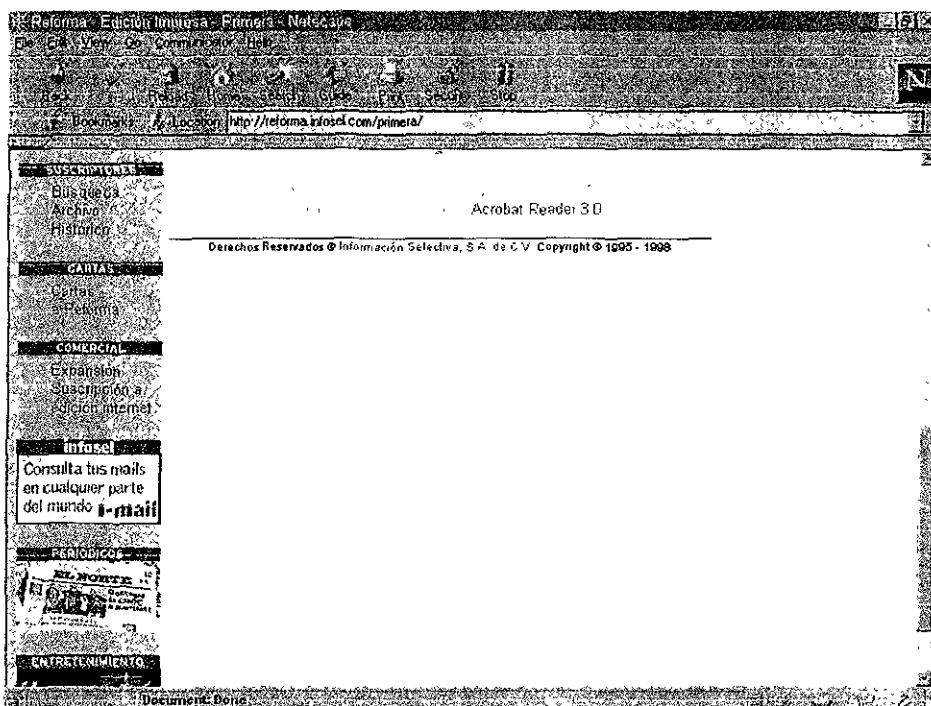 Reforma - Edición Impresa - Primera - Netscape
File Edit View Go Communicator Help
Back Reload Home Search Guide Print Security Stop
N
Bookmarks Location http://reforma.infosel.com/primera/
SUSCRIPTORES
Búsqueda
Archivo
Histórico
Acrobat Reader 3.0
Derechos Reservados © Información Selectiva, S.A. de C.V. Copyright © 1995 - 1998
CARTAS
Cartas
a Reforma
COMERCIAL
Expansión
Suscripción a
edición internet
infosel
Consulta tus mails
en cualquier parte
del mundo i-mail
PERIODICOS
EL NORTE
ENTRETENIMIENTO
Document: Done